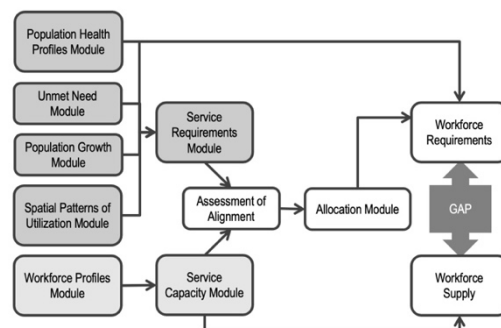 Population Health
Profiles Module
Unmet Need
Module
Population Growth
Module
Spatial Patterns of
Utilization Module
Workforce Profiles
Module
Service
Requirements
Module
Assessment of
Alignment
Service
Capacity Module
Allocation Module
Workforce
Requirements
GAP
Workforce
Supply